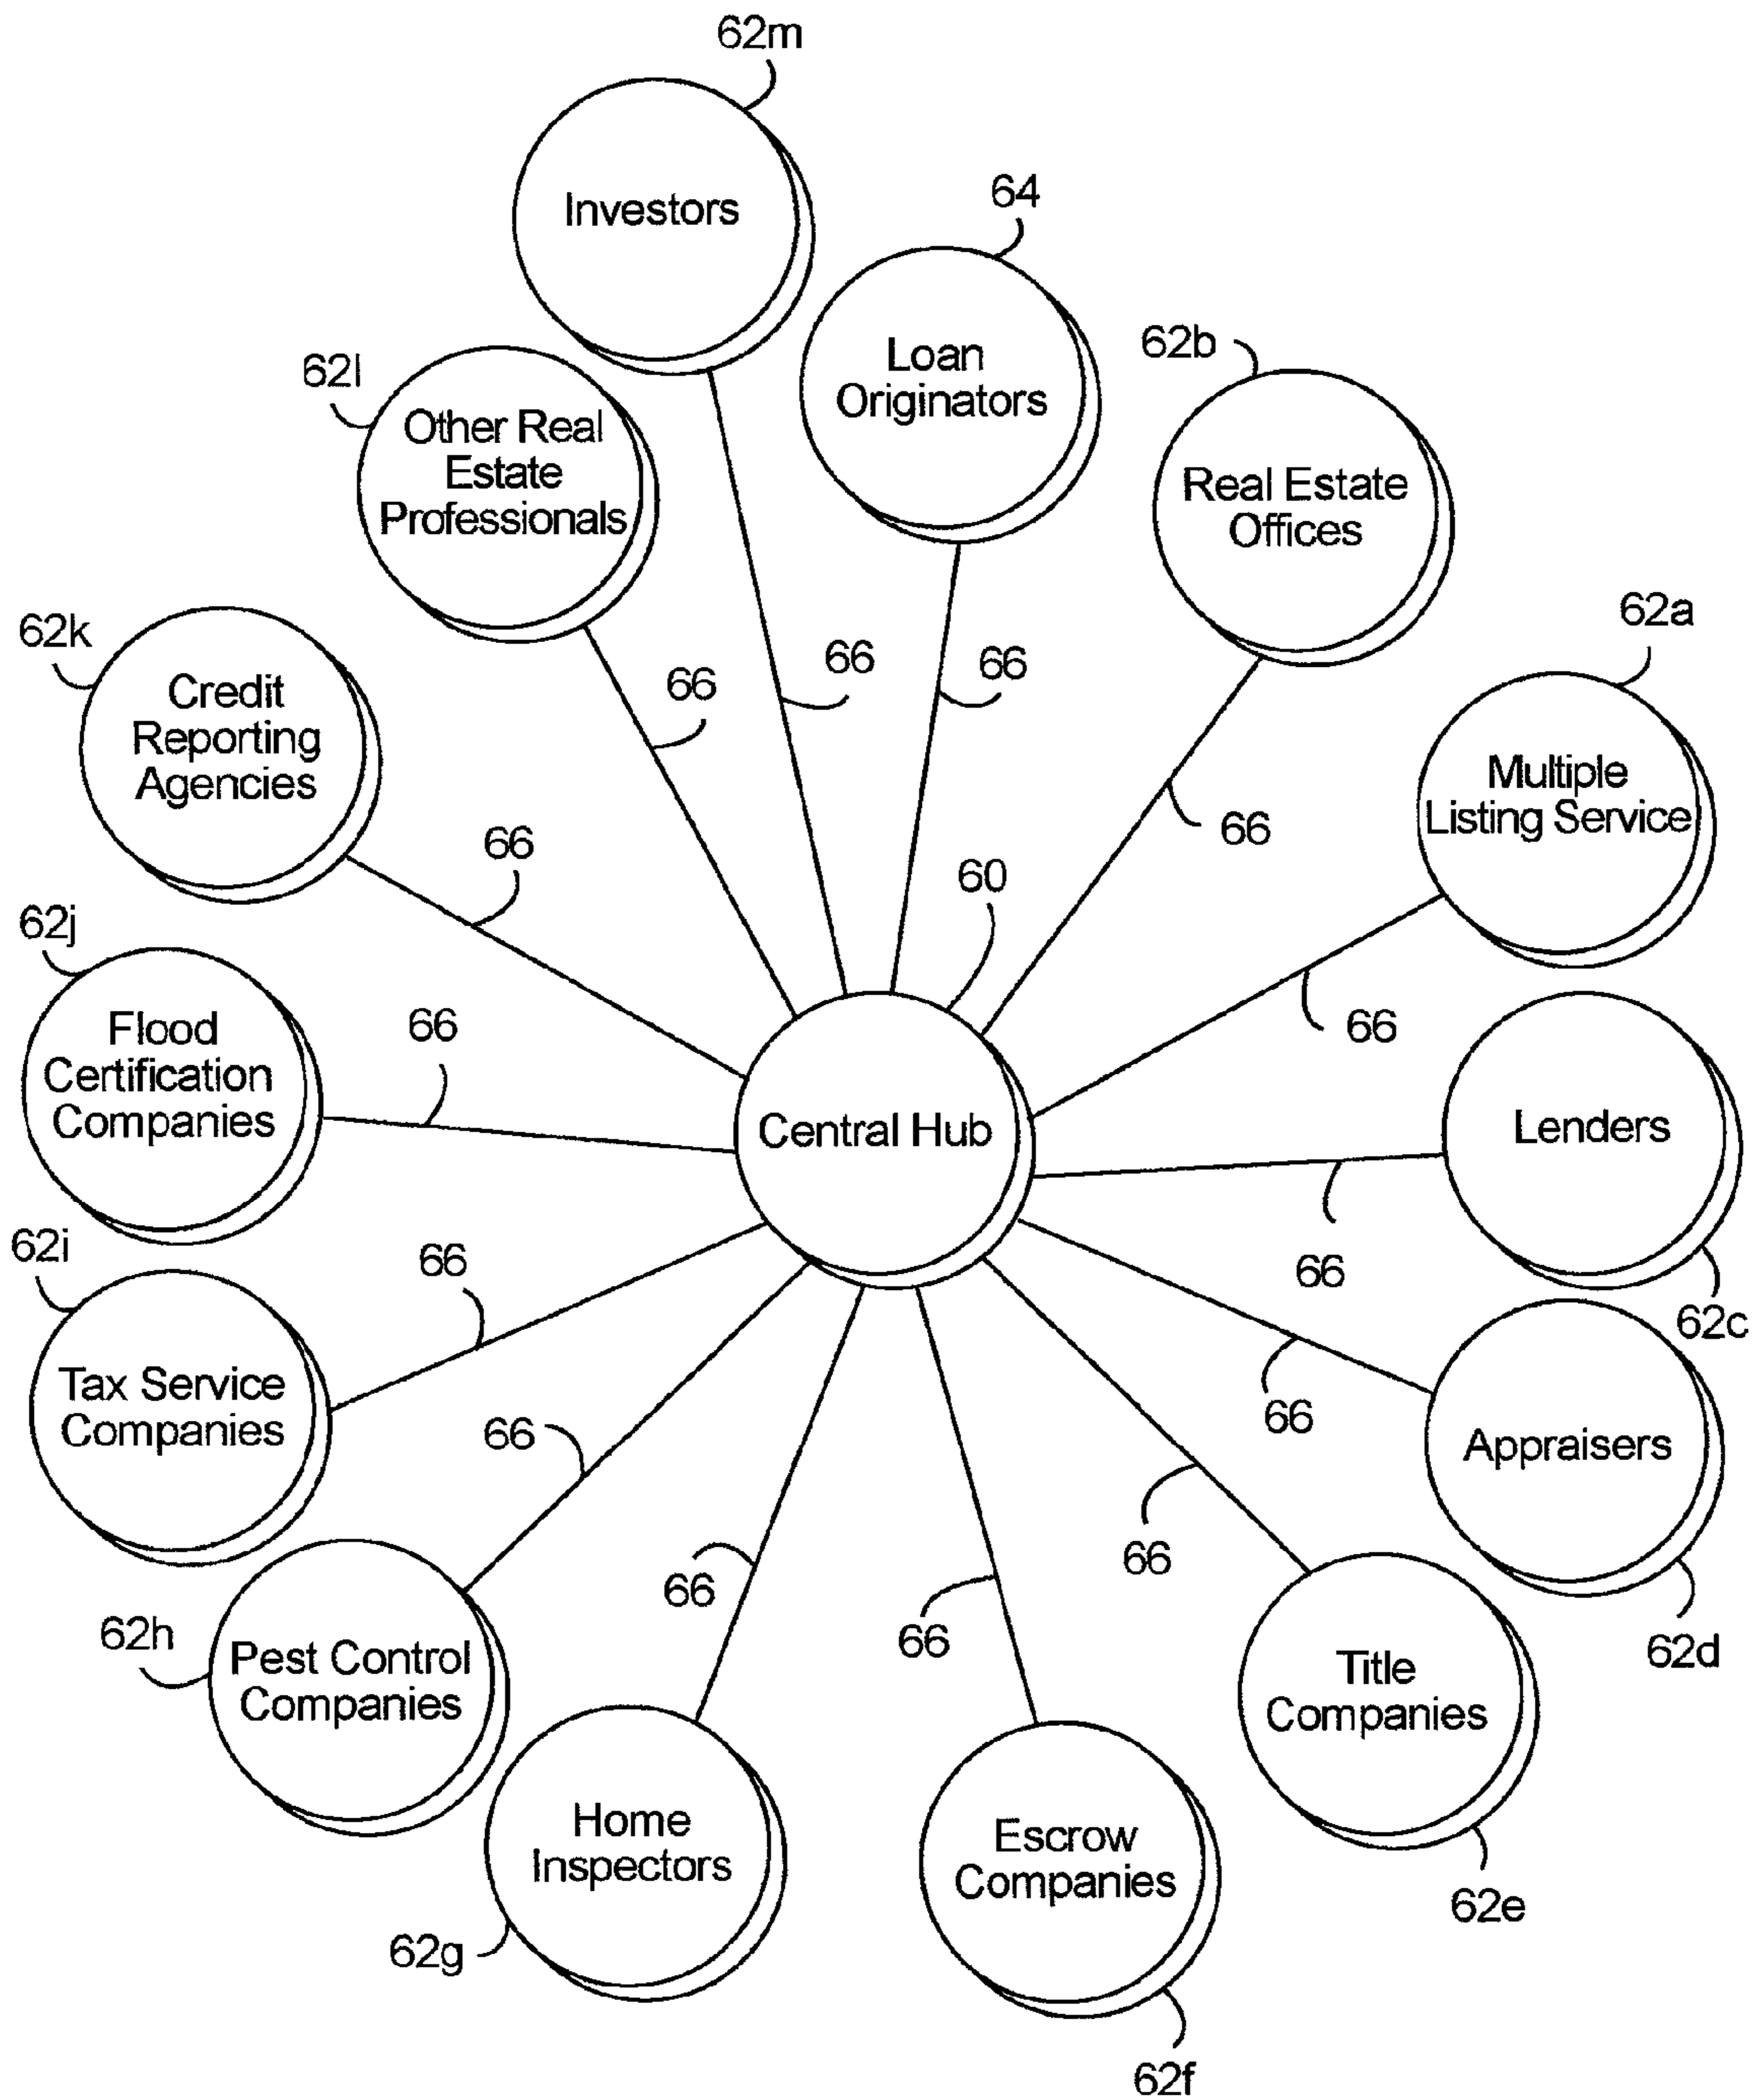 62m
Investors
64
Loan
Originators
62b
Real Estate
Offices
62l
Other Real
Estate
Professionals
62a
Multiple
Listing Service
62k
Credit
Reporting
Agencies
66
66
66
66
66
60
66
62j
Flood
Certification
Companies
66
Central Hub
Lenders
62c
66
62i
Tax Service
Companies
66
66
Appraisers
62d
66
66
66
66
62h
Pest Control
Companies
Title
Companies
62e
Home
Inspectors
62g
Escrow
Companies
62f